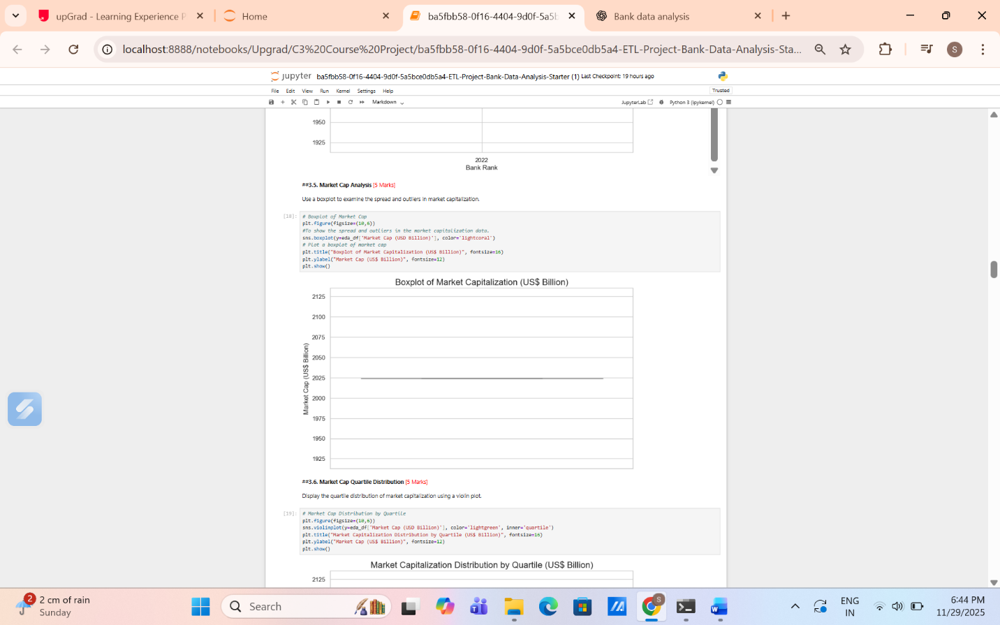 upGrad - Learning Experience P
Home
ba5fbb58-0f16-4404-9d0f-5a5b
Bank data analysis
localhost:8888/notebooks/Upgrad/C3%20Course%20Project/ba5fbb58-0f16-4404-9d0f-5a5bce0db5a4-ETL-Project-Bank-Data-Analysis-Sta...
S
jupyter ba5fbb58-0f16-4404-9d0f-5a5bce0db5a4-ETL-Project-Bank-Data-Analysis-Starter (1) Last Checkpoint: 19 hours ago
File Edit View Run Kernel Settings Help
Trusted
Markdown
JupyterLab
Python 3 (ipykernel)
1950
1925
2022
Bank Rank
##3.5. Market Cap Analysis [5 Marks]
Use a boxplot to examine the spread and outliers in market capitalization.
[18]:
# Boxplot of Market Cap
plt.figure(figsize=(10,6))
#To show the spread and outliers in the market capitalization data.
sns.boxplot(y=eda_df['Market Cap (USD Billion)'], color='lightcoral')
# Plot a boxplot of market cap
plt.title("Boxplot of Market Capitalization (US$ Billion)", fontsize=16)
plt.ylabel("Market Cap (US$ Billion)", fontsize=12)
plt.show()
Boxplot of Market Capitalization (US$ Billion)
2125
2100
2075
2050
2025
2000
1975
1950
1925
Market Cap (US$ Billion)
##3.6. Market Cap Quartile Distribution [5 Marks]
Display the quartile distribution of market capitalization using a violin plot.
[19]:
# Market Cap Distribution by Quartile
plt.figure(figsize=(10,6))
sns.violinplot(y=eda_df['Market Cap (USD Billion)'], color='lightgreen', inner='quartile')
plt.title("Market Capitalization Distribution by Quartile (US$ Billion)", fontsize=16)
plt.ylabel("Market Cap (US$ Billion)", fontsize=12)
plt.show()
Market Capitalization Distribution by Quartile (US$ Billion)
2125
2
2 cm of rain
Sunday
Search
S
ENG
IN
6:44 PM
11/29/2025